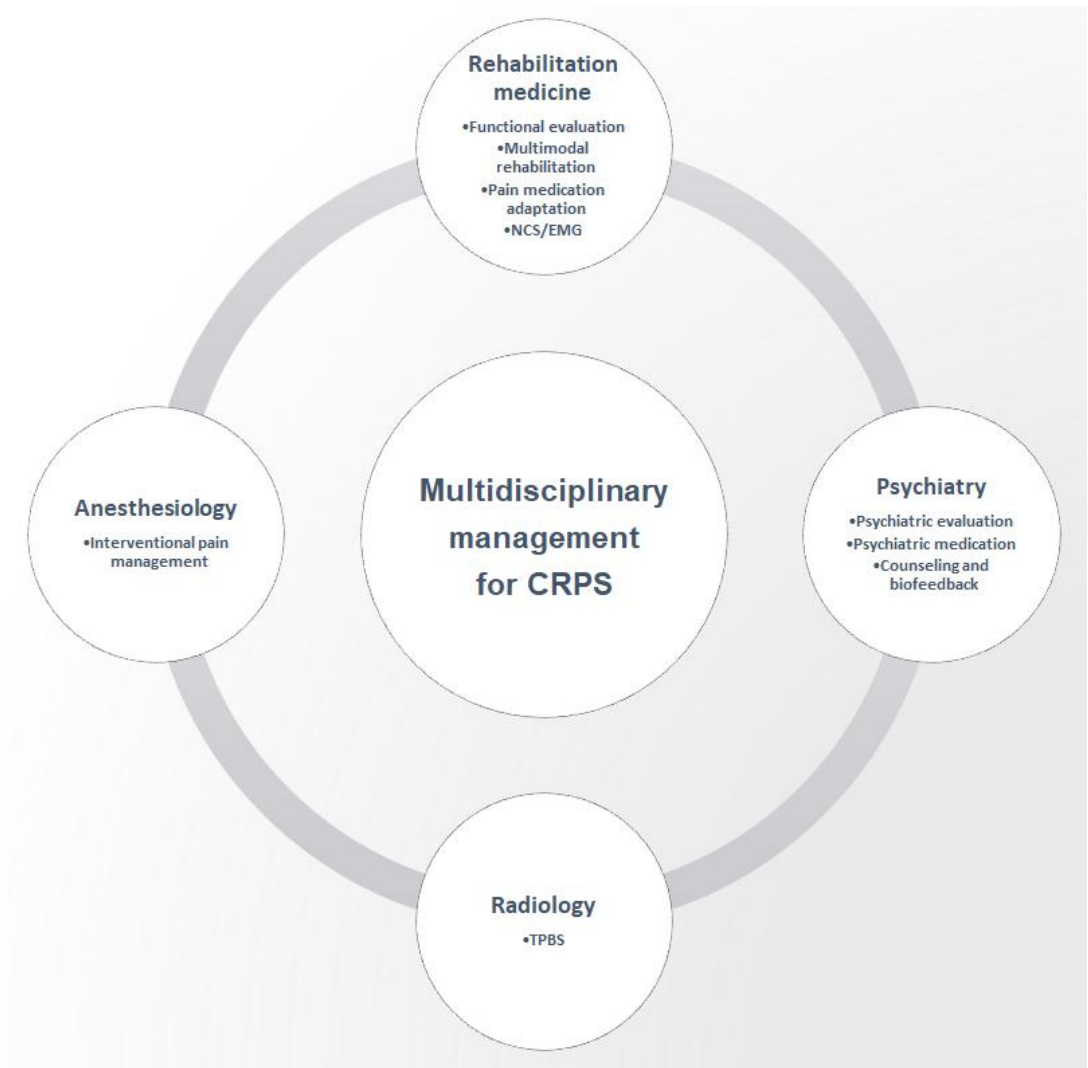 Rehabilitation
medicine
•Functional evaluation
•Multimodal
rehabilitation
•Pain medication
adaptation
•NCS/EMG
Anesthesiology
•Interventional pain
management
Multidisciplinary
management
for CRPS
Psychiatry
•Psychiatric evaluation
•Psychiatric medication
•Counseling and
biofeedback
Radiology
•TPBS